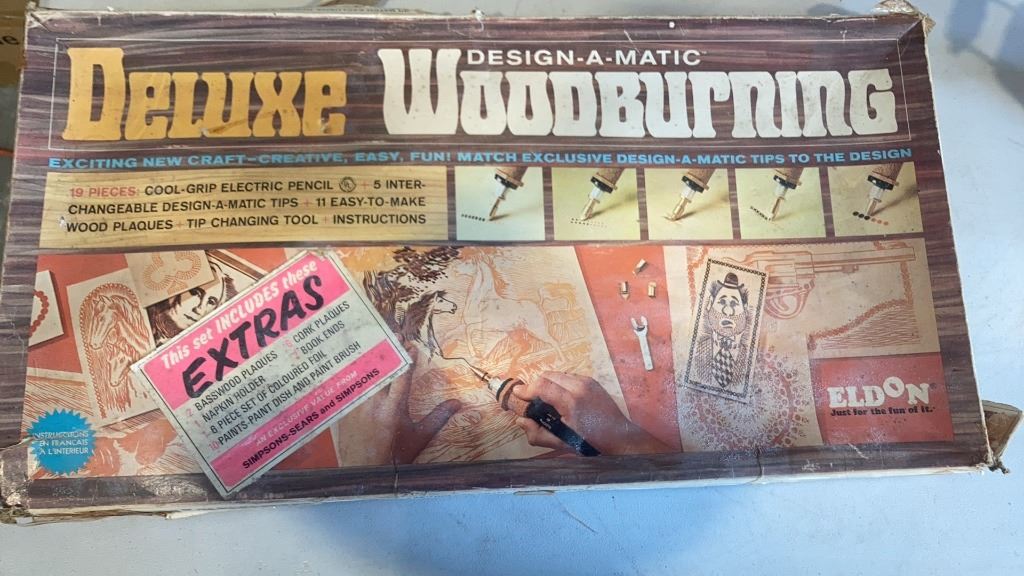 DESIGN-A-MATIC™
DELUXE WOODBURNING
EXCITING NEW CRAFT—CREATIVE, EASY, FUN! MATCH EXCLUSIVE DESIGN-A-MATIC TIPS TO THE DESIGN
19 PIECES: COOL-GRIP ELECTRIC PENCIL UL + 5 INTER-
CHANGEABLE DESIGN-A-MATIC TIPS + 11 EASY-TO-MAKE
WOOD PLAQUES + TIP CHANGING TOOL + INSTRUCTIONS
This set INCLUDES these
EXTRAS
BASSWOOD PLAQUES CORK PLAQUES
NAPKIN HOLDER BOOK ENDS
8 PIECE SET OF COLOURED FOIL
PAINTS PAINT DISH AND PAINT BRUSH
AN EXCLUSIVE VALUE FROM
SIMPSONS-SEARS and SIMPSONS
INSTRUCTIONS
EN FRANCAIS
A L'INTERIEUR
ELDON®
Just for the fun of it.